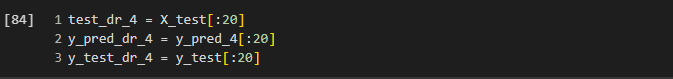 [84] 1 test_dr_4 = X_test[:20]
2 y_pred_dr_4 = y_pred_4[:20]
3 y_test_dr_4 = y_test[:20]